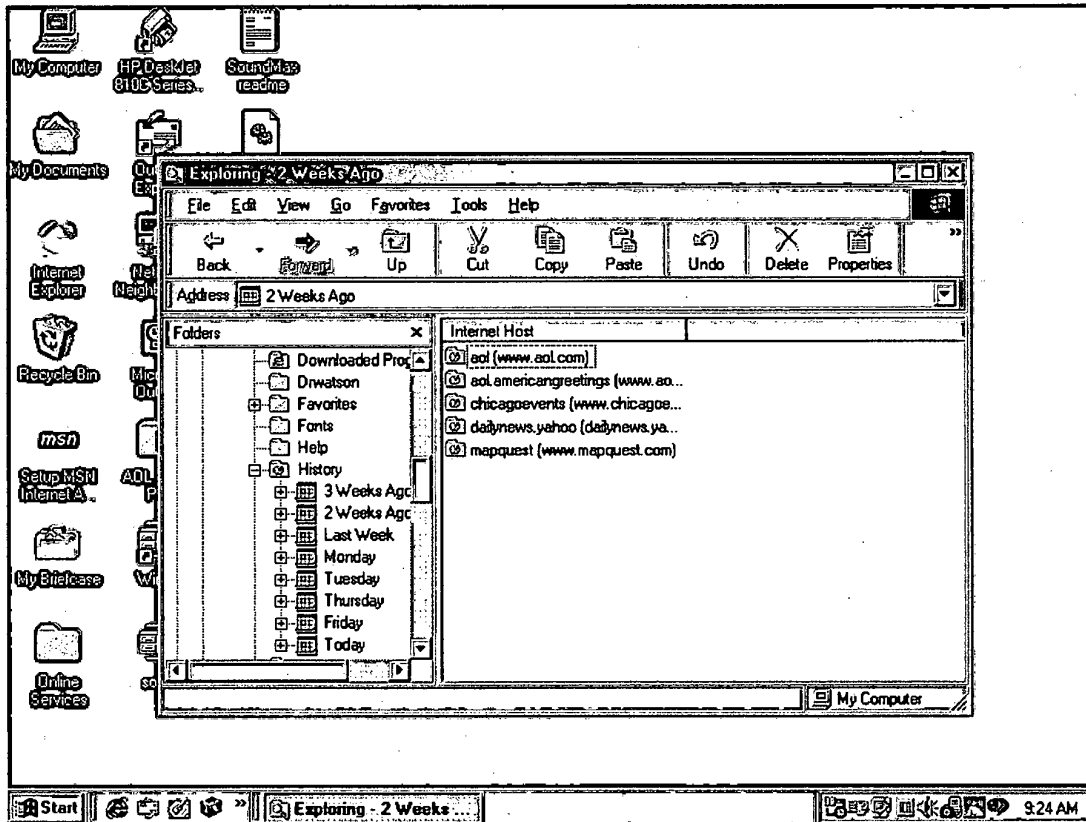 My Computer
HP DeskJet
810C Series...
SoundMax
readme
My Documents
Internet
Explorer
Recycle Bin
msn
Setup MSN
Internet A...
My Briefcase
Online
Services
Exploring - 2 Weeks Ago
File Edit View Go Favorites Tools Help
Back Forward Up Cut Copy Paste Undo Delete Properties »
Address 2 Weeks Ago
Folders
Downloaded Prog
Drwatson
Favorites
Fonts
Help
History
3 Weeks Ago
2 Weeks Ago
Last Week
Monday
Tuesday
Thursday
Friday
Today
Internet Host
aol (www.aol.com)
aol.americangreetings (www.ao...
chicagoevents (www.chicagoe...
dailynews.yahoo (dailynews.ya...
mapquest (www.mapquest.com)
My Computer
Start » Exploring - 2 Weeks ... 9:24 AM